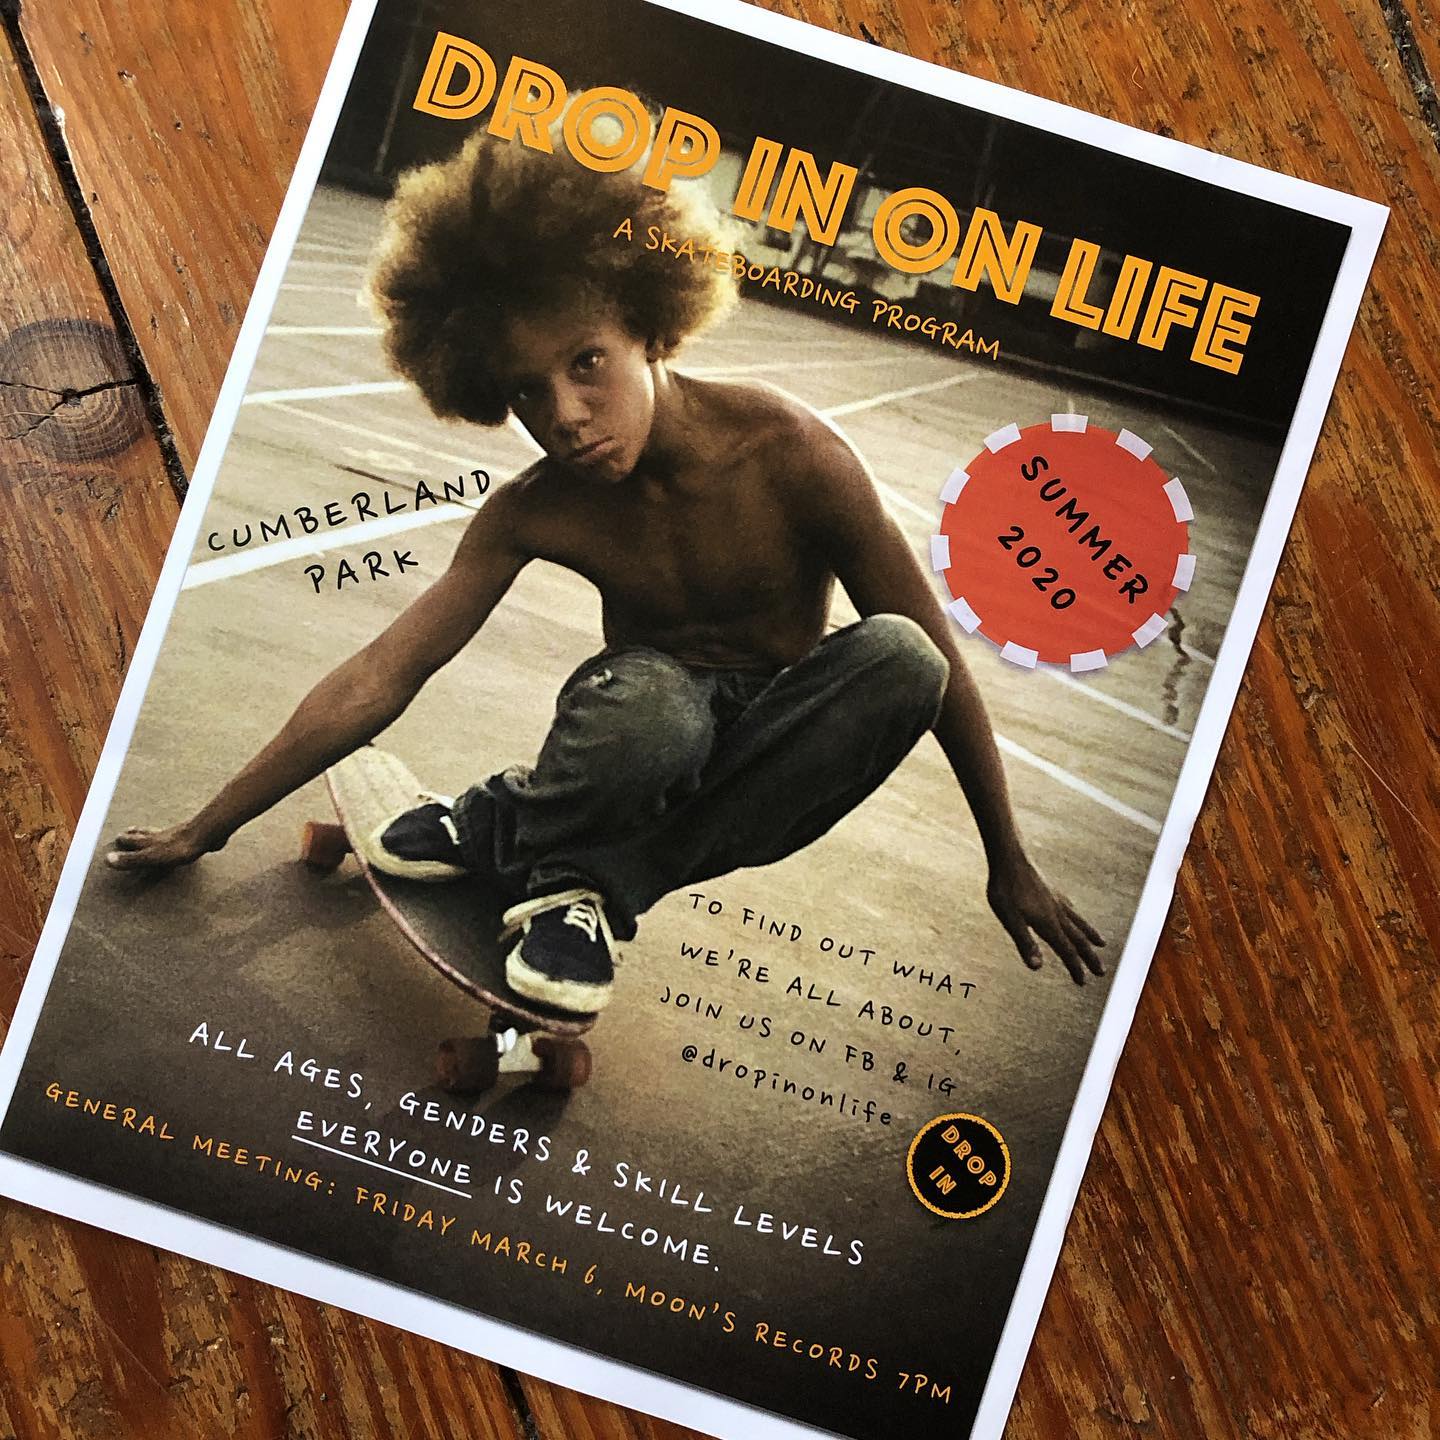 DROP IN ON LIFE
A SKATEBOARDING PROGRAM
CUMBERLAND
PARK
SUMMER
2020
TO FIND OUT WHAT
WE'RE ALL ABOUT,
JOIN US ON FB & IG
@dropinonlife
DROP
IN
ALL AGES, GENDERS & SKILL LEVELS
EVERYONE IS WELCOME.
GENERAL MEETING: FRIDAY MARCH 6, MOON'S RECORDS 7PM